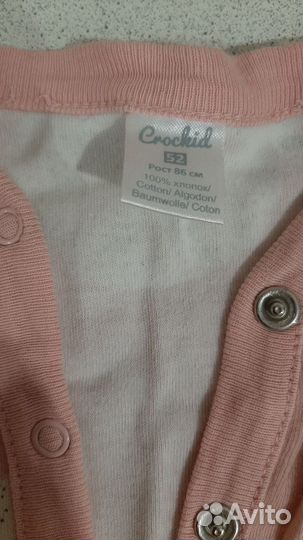 Crockid
52
Рост 86 см
100% хлопок/
Cotton/ Algodon/
Baumwolle/ Coton
Avito